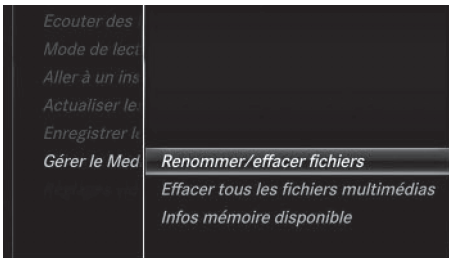 Ecouter des
Mode de lect
Aller à un ins
Actualiser les
Enregistrer le
Gérer le Med
Renommer/effacer fichiers
Effacer tous les fichiers multimédias
Infos mémoire disponible